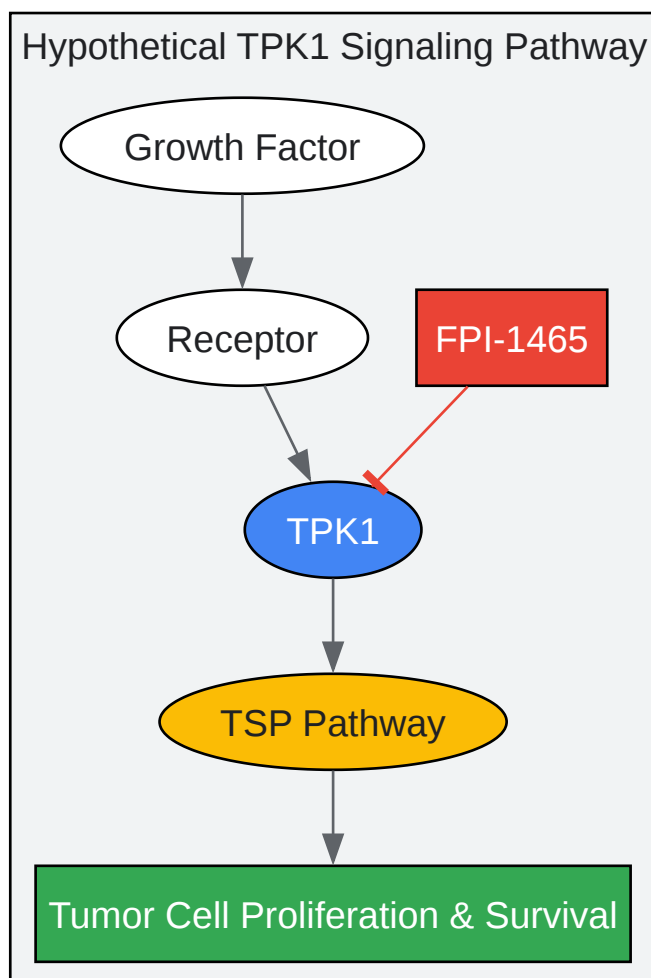 Hypothetical TPK1 Signaling Pathway
Growth Factor
Receptor
FPI-1465
TPK1
TSP Pathway
Tumor Cell Proliferation & Survival